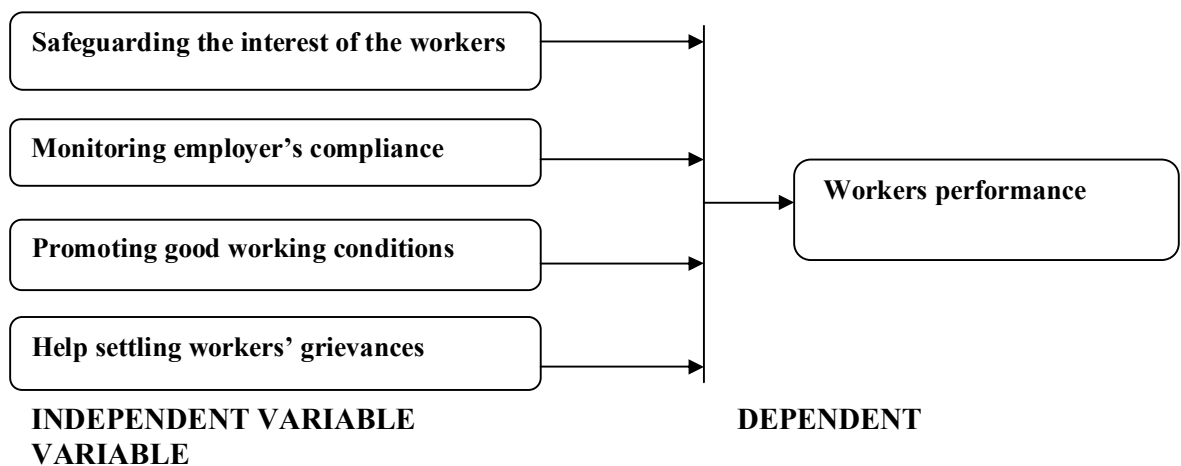 Safeguarding the interest of the workers
Monitoring employer’s compliance
Workers performance
Promoting good working conditions
Help settling workers’ grievances
INDEPENDENT VARIABLE DEPENDENT
VARIABLE